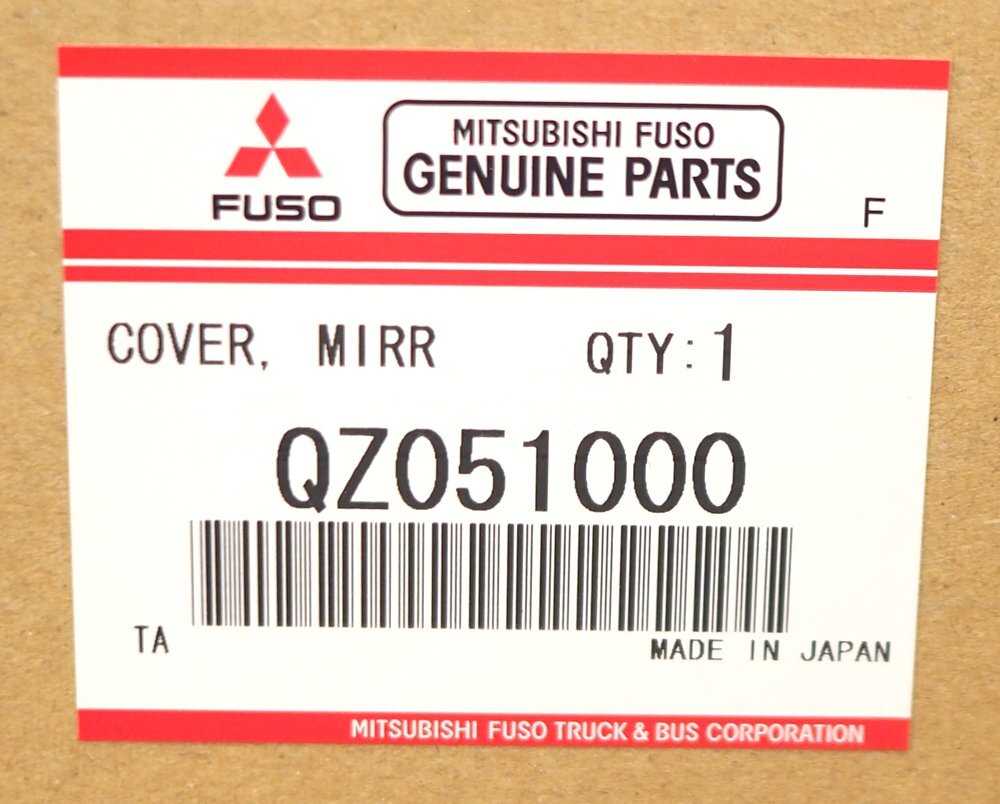 FUSO
MITSUBISHI FUSO
GENUINE PARTS
F
COVER, MIRR QTY:1
QZ051000
TA
MADE IN JAPAN
MITSUBISHI FUSO TRUCK & BUS CORPORATION